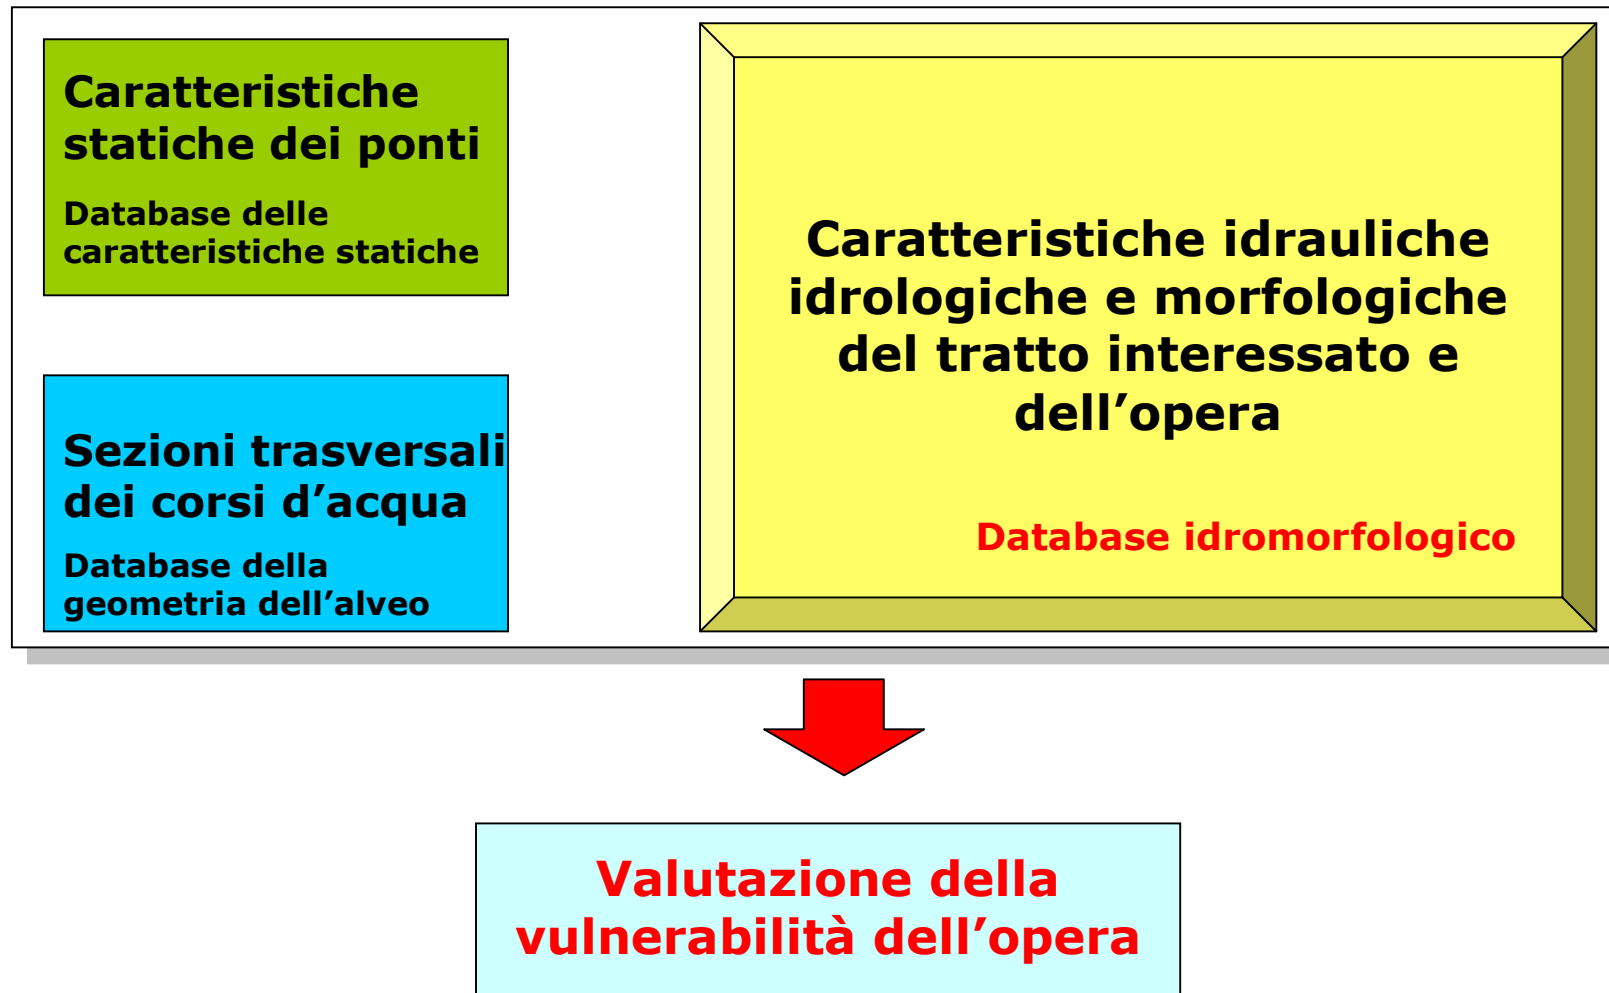 Caratteristiche
statiche dei ponti
Database delle
caratteristiche statiche
Sezioni trasversali
dei corsi d’acqua
Database della
geometria dell’alveo
Caratteristiche idrauliche
idrologiche e morfologiche
del tratto interessato e
dell’opera
Database idromorfologico
Valutazione della
vulnerabilità dell’opera